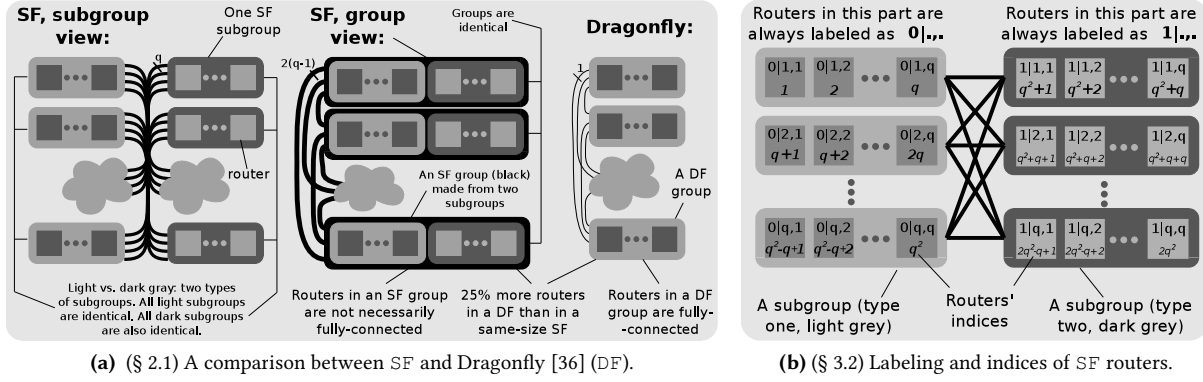 SF, subgroup
view:
One SF
subgroup
q
router
Light vs. dark gray: two types
of subgroups. All light subgroups
are identical. All dark subgroups
are also identical.
SF, group
view:
Groups are
identical
2(q-1)
An SF group (black)
made from two
subgroups
Routers in an SF group
are not necessarily
fully-connected
25% more routers
in a DF than in a
same-size SF
Dragonfly:
1
A DF
group
Routers in a DF
group are fully-
-connected
(a) (§ 2.1) A comparison between SF and Dragonfly [36] (DF).
Routers in this part are
always labeled as 0|.,.
Routers in this part are
always labeled as 1|.,.
0|1,1 0|1,2 0|1,q
1 2 q
0|2,1 0|2,2 0|2,q
q+1 q+2 2q
0|q,1 0|q,2 0|q,q
q²-q+1 q²-q+2 q²
1|1,1 1|1,2 1|1,q
q²+1 q²+2 q²+q
1|2,1 1|2,2 1|2,q
q²+q+1 q²+q+2 q²+q+q
1|q,1 1|q,2 1|q,q
2q²-q+1 2q²-q+2 2q²
A subgroup (type
one, light grey)
Routers'
indices
A subgroup (type
two, dark grey)
(b) (§ 3.2) Labeling and indices of SF routers.